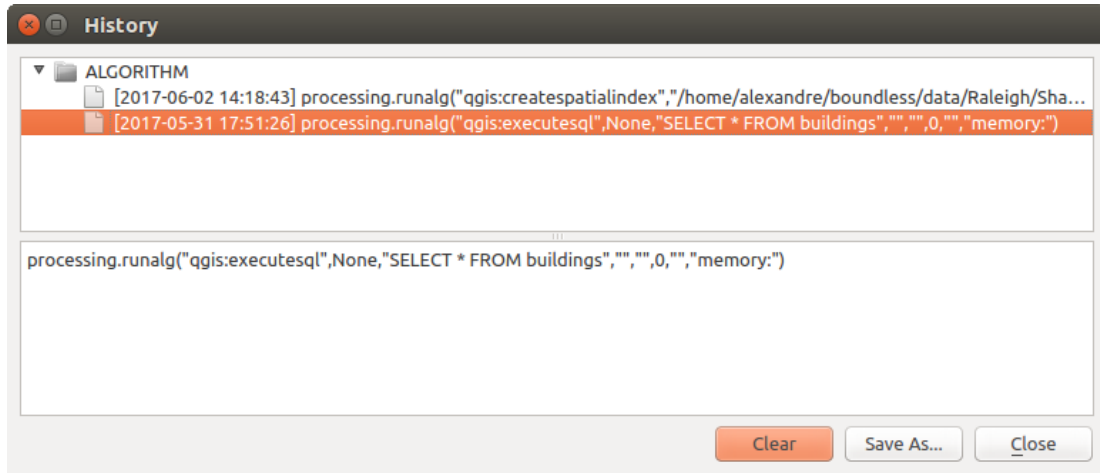 History
ALGORITHM
[2017-06-02 14:18:43] processing.runalg("qgis:createspatialindex","/home/alexandre/boundless/data/Raleigh/Sha...
[2017-05-31 17:51:26] processing.runalg("qgis:executesql",None,"SELECT * FROM buildings","","",0,"","memory:")
processing.runalg("qgis:executesql",None,"SELECT * FROM buildings","","",0,"","memory:")
Clear Save As... Close